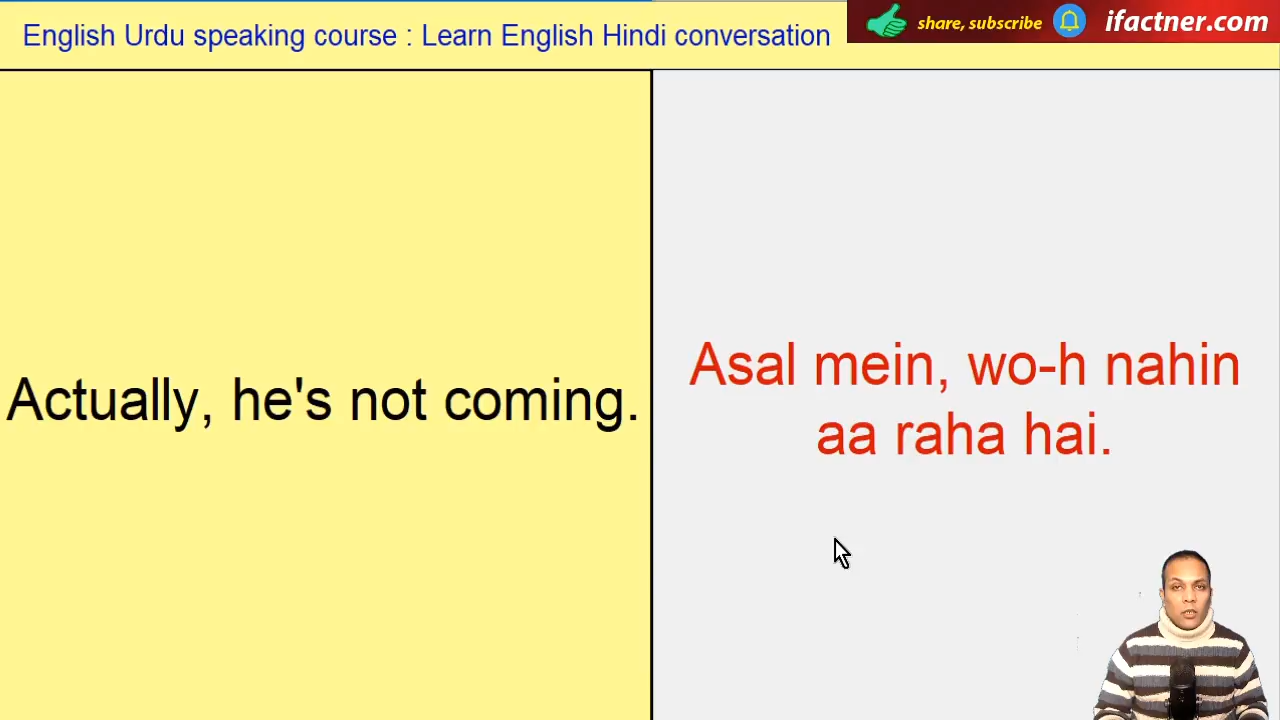 English Urdu speaking course : Learn English Hindi conversation
share, subscribe
ifactner.com
Actually, he's not coming.
Asal mein, wo-h nahin
aa raha hai.